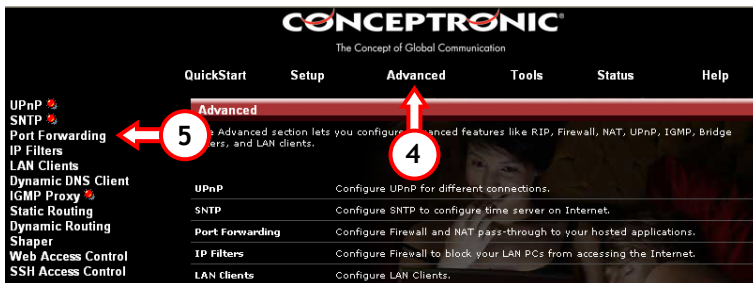 CONCEPTRONIC®
The Concept of Global Communication
QuickStart Setup Advanced Tools Status Help
UPnP
SNTP
Port Forwarding
IP Filters
LAN Clients
Dynamic DNS Client
IGMP Proxy
Static Routing
Dynamic Routing
Shaper
Web Access Control
SSH Access Control
5
4
Advanced
Advanced section lets you configure advanced features like RIP, Firewall, NAT, UPnP, IGMP, Bridge
and LAN clients.
UPnP Configure UPnP for different connections.
SNTP Configure SNTP to configure time server on Internet.
Port Forwarding Configure Firewall and NAT pass-through to your hosted applications.
IP Filters Configure Firewall to block your LAN PCs from accessing the Internet.
LAN Clients Configure LAN Clients.